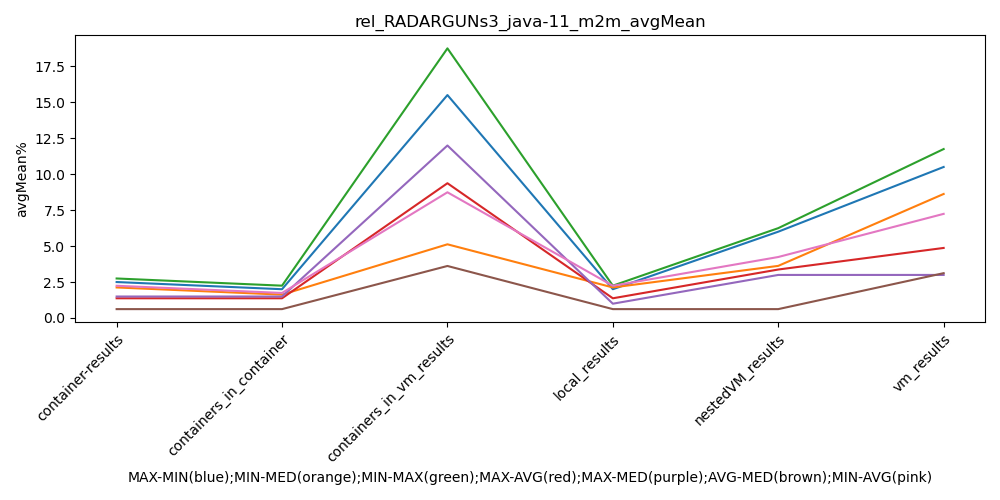 rel_RADARGUNs3_java-11_m2m_avgMean
avgMean%
17.5
15.0
12.5
10.0
7.5
5.0
2.5
0.0
container-results
containers_in_container
containers_in_vm_results
local_results
nestedVM_results
vm_results
MAX-MIN(blue);MIN-MED(orange);MIN-MAX(green);MAX-AVG(red);MAX-MED(purple);AVG-MED(brown);MIN-AVG(pink)